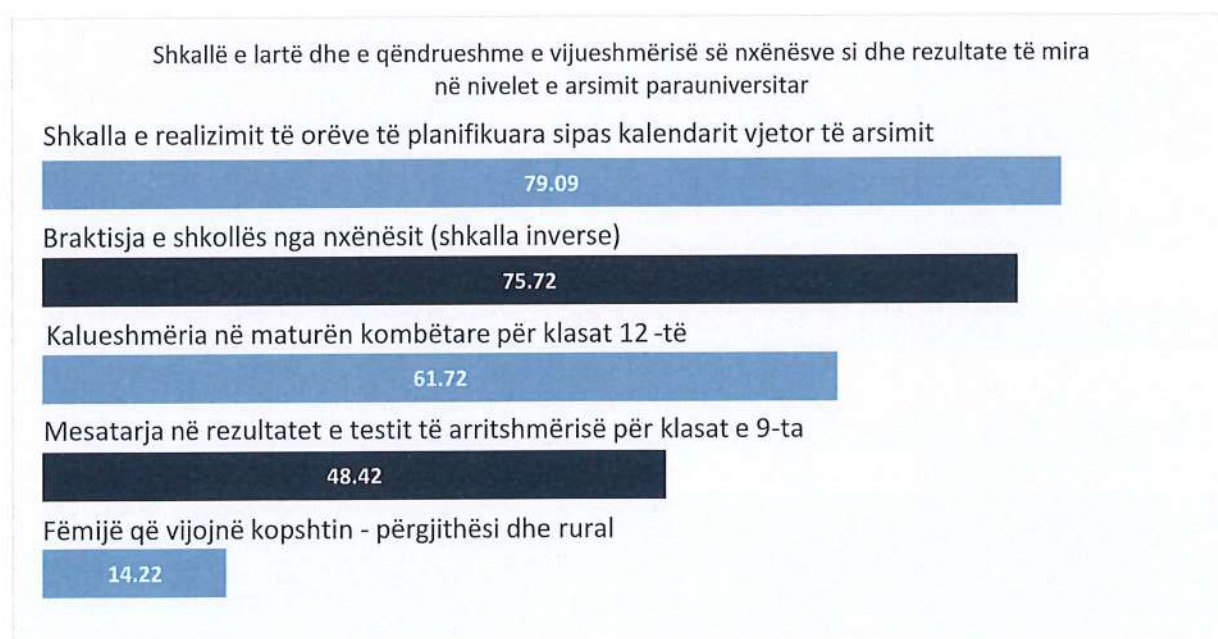 Shkallë e lartë dhe e qëndrueshme e vijueshmërisë së nxënësve si dhe rezultate të mira
në nivelet e arsimit parauniversitar
Shkalla e realizimit të orëve të planifikuara sipas kalendarit vjetor të arsimit
79.09
Braktisja e shkollës nga nxënësit (shkalla inverse)
75.72
Kalueshmëria në maturën kombëtare për klasat 12 -të
61.72
Mesatarja në rezultatet e testit të arritshmërisë për klasat e 9-ta
48.42
Fëmijë që vijojnë kopshtin - përgjithësi dhe rural
14.22